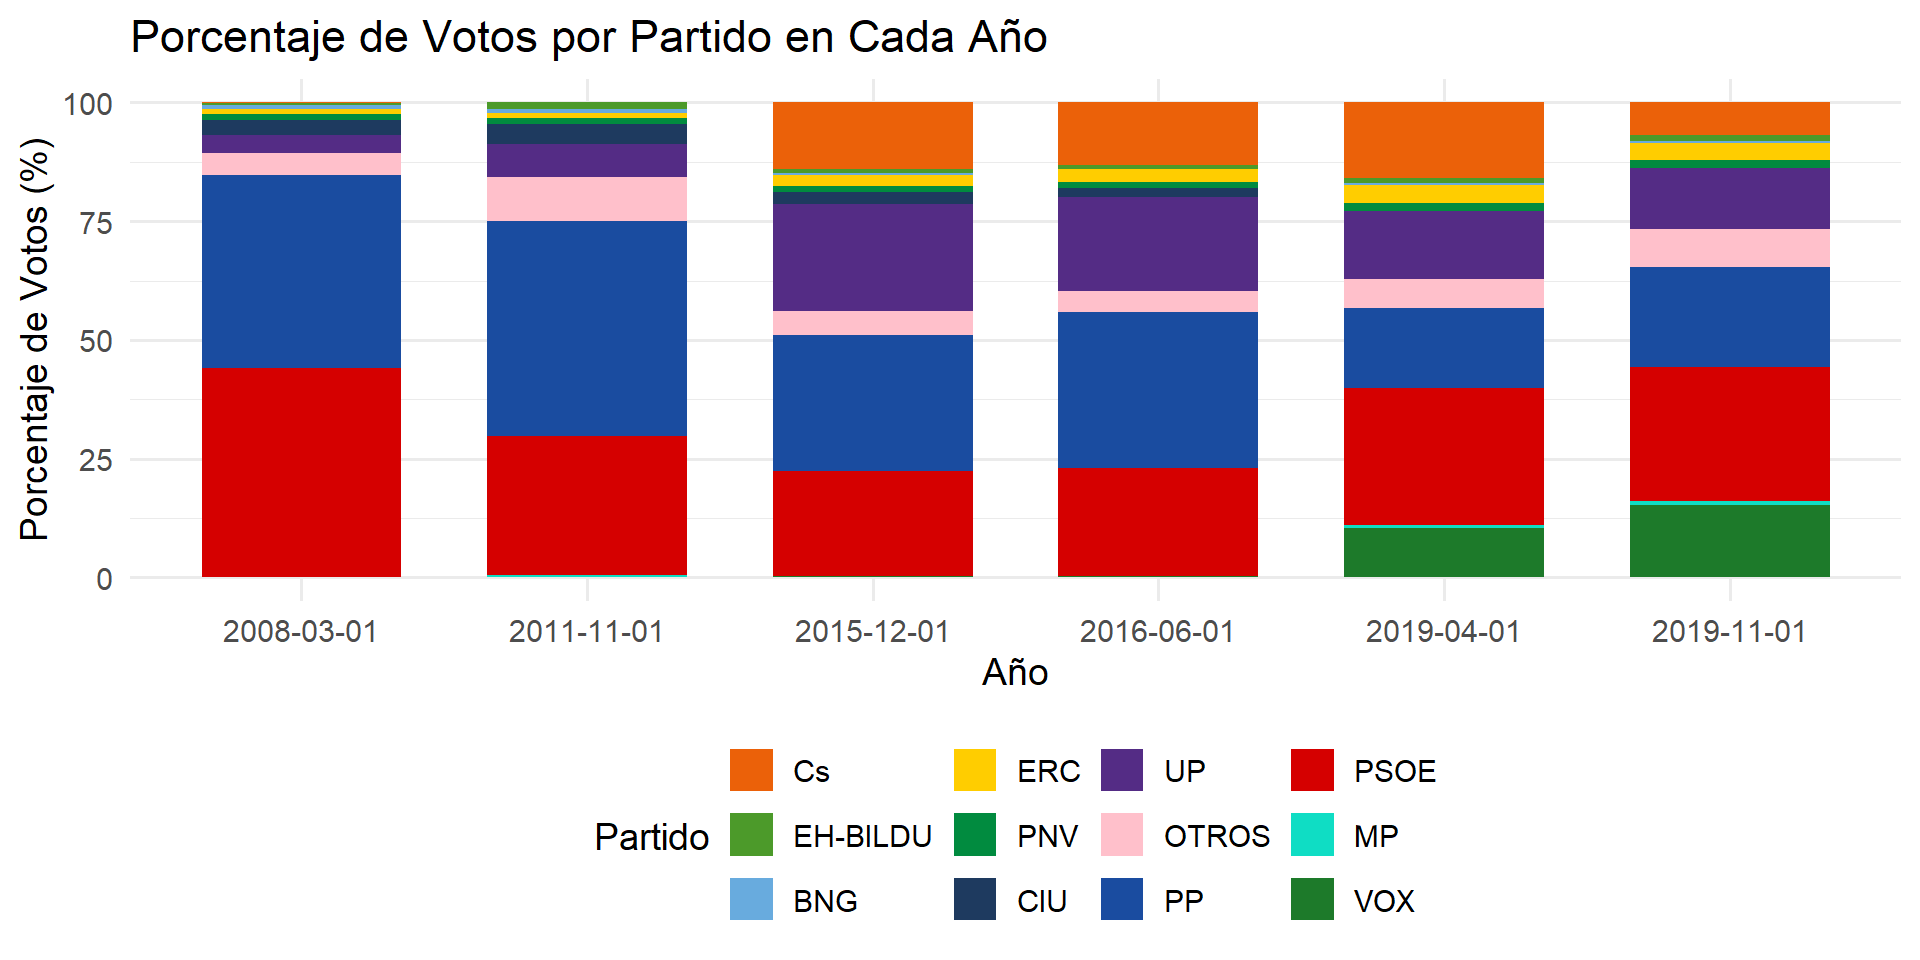 Porcentaje de Votos por Partido en Cada Año
Porcentaje de Votos (%)
100
75
50
25
0
2008-03-01 2011-11-01 2015-12-01 2016-06-01 2019-04-01 2019-11-01
Año
Partido
Cs ERC UP PSOE
EH-BILDU PNV OTROS MP
BNG CIU PP VOX